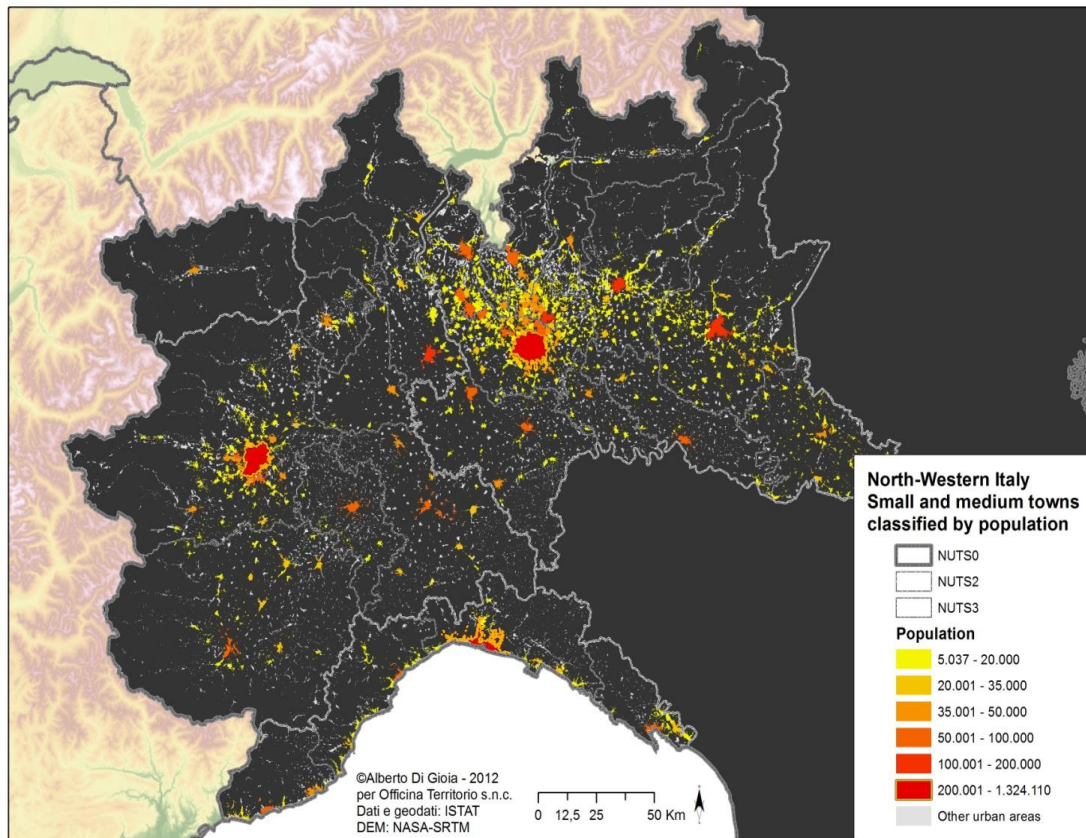 North-Western Italy
Small and medium towns
classified by population
NUTS0
NUTS2
NUTS3
Population
5.037 - 20.000
20.001 - 35.000
35.001 - 50.000
50.001 - 100.000
100.001 - 200.000
200.001 - 1.324.110
Other urban areas
©Alberto Di Gioia - 2012
per Officina Territorio s.n.c.
Dati e geodati: ISTAT
DEM: NASA-SRTM
0 12,5 25 50 Km